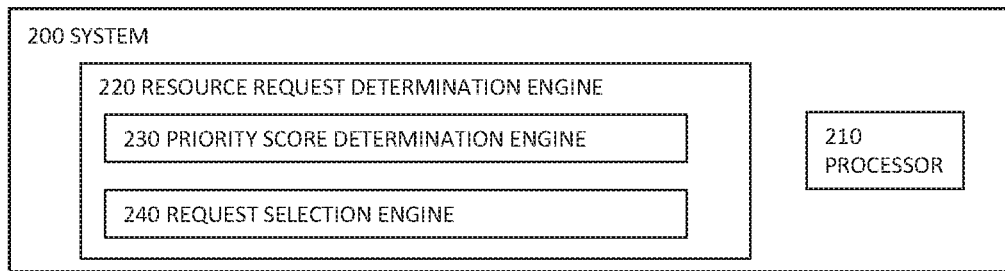 200 SYSTEM
220 RESOURCE REQUEST DETERMINATION ENGINE
230 PRIORITY SCORE DETERMINATION ENGINE
240 REQUEST SELECTION ENGINE
210
PROCESSOR